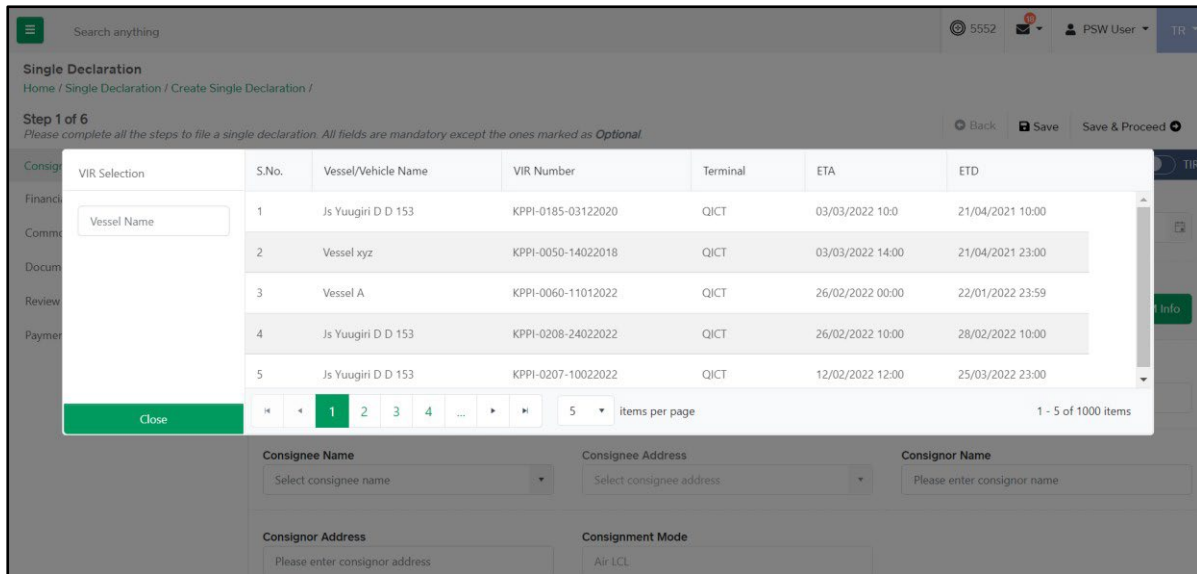 Search anything
5552
18
PSW User
TR
Single Declaration
Home / Single Declaration / Create Single Declaration /
Step 1 of 6
Please complete all the steps to file a single declaration. All fields are mandatory except the ones marked as Optional.
Back
Save
Save & Proceed
Consign
Financi
Commo
Docum
Review
Paymen
TIR
VIR Selection
Vessel Name
Close
S.No. Vessel/Vehicle Name VIR Number Terminal ETA ETD
1 Js Yuugiri D D 153 KPPI-0185-03122020 QICT 03/03/2022 10:0 21/04/2021 10:00
2 Vessel xyz KPPI-0050-14022018 QICT 03/03/2022 14:00 21/04/2021 23:00
3 Vessel A KPPI-0060-11012022 QICT 26/02/2022 00:00 22/01/2022 23:59
4 Js Yuugiri D D 153 KPPI-0208-24022022 QICT 26/02/2022 10:00 28/02/2022 10:00
5 Js Yuugiri D D 153 KPPI-0207-10022022 QICT 12/02/2022 12:00 25/03/2022 23:00
1 2 3 4 ... 5 items per page 1 - 5 of 1000 items
Info
Consignee Name Consignee Address Consignor Name
Select consignee name Select consignee address Please enter consignor name
Consignor Address Consignment Mode
Please enter consignor address Air LCL